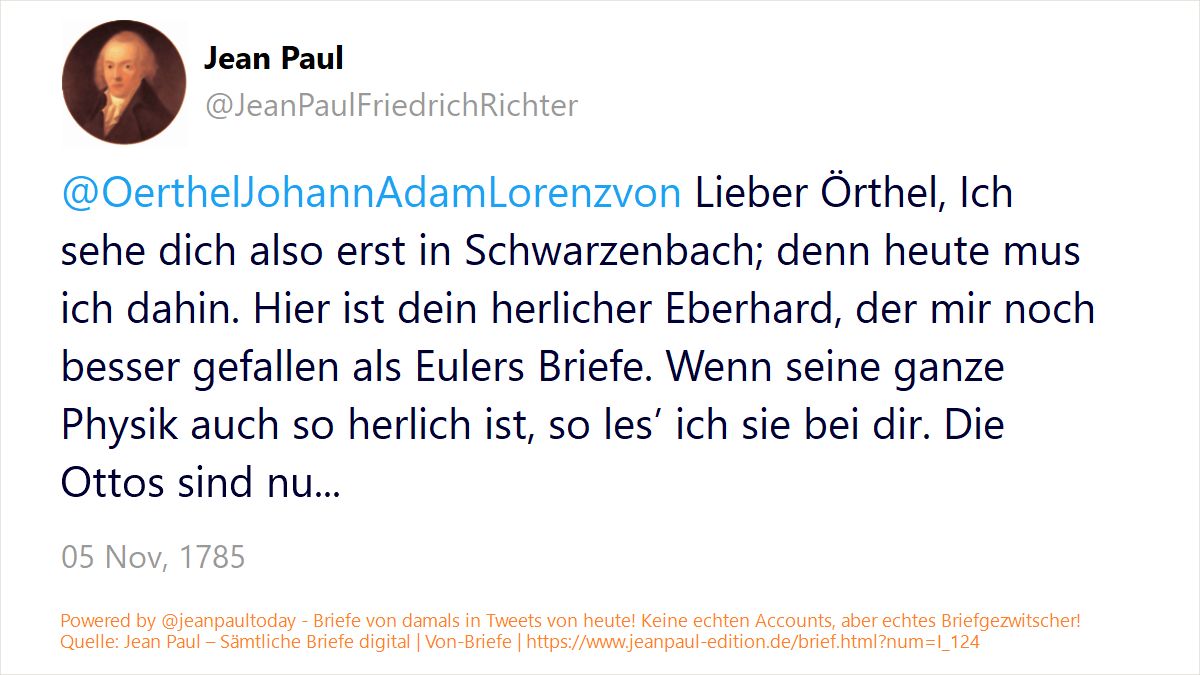 Jean Paul
@JeanPaulFriedrichRichter
@OerthelJohannAdamLorenzvon Lieber Örthel, Ich
sehe dich also erst in Schwarzenbach; denn heute mus
ich dahin. Hier ist dein herlicher Eberhard, der mir noch
besser gefallen als Eulers Briefe. Wenn seine ganze
Physik auch so herlich ist, so les’ ich sie bei dir. Die
Ottos sind nu...
05 Nov, 1785
Powered by @jeanpaultoday - Briefe von damals in Tweets von heute! Keine echten Accounts, aber echtes Briefgezwitscher!
Quelle: Jean Paul – Sämtliche Briefe digital | Von-Briefe | https://www.jeanpaul-edition.de/brief.html?num=I_124